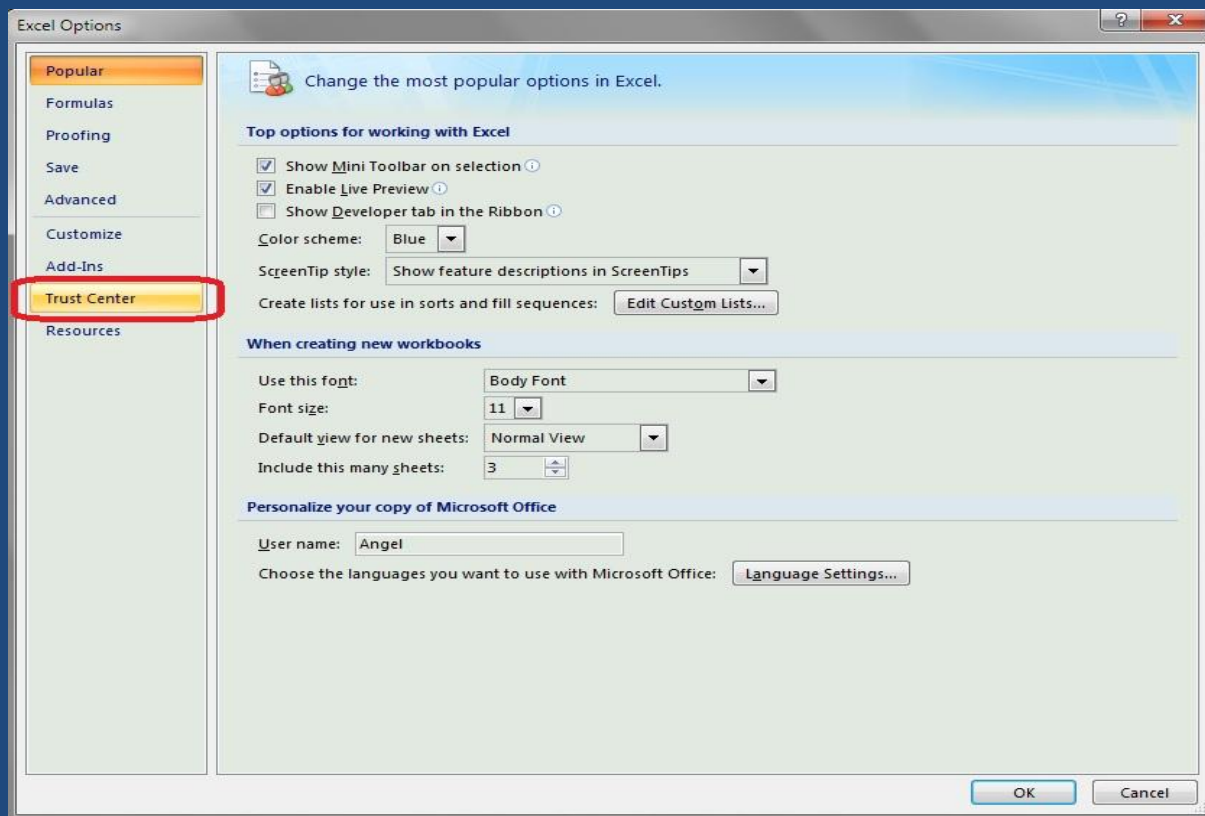 Excel Options
Popular
Formulas
Proofing
Save
Advanced
Customize
Add-Ins
Trust Center
Resources
Change the most popular options in Excel.
Top options for working with Excel
Show Mini Toolbar on selection
Enable Live Preview
Show Developer tab in the Ribbon
Color scheme: Blue
ScreenTip style: Show feature descriptions in ScreenTips
Create lists for use in sorts and fill sequences: Edit Custom Lists...
When creating new workbooks
Use this font: Body Font
Font size: 11
Default view for new sheets: Normal View
Include this many sheets: 3
Personalize your copy of Microsoft Office
User name: Angel
Choose the languages you want to use with Microsoft Office: Language Settings...
OK Cancel